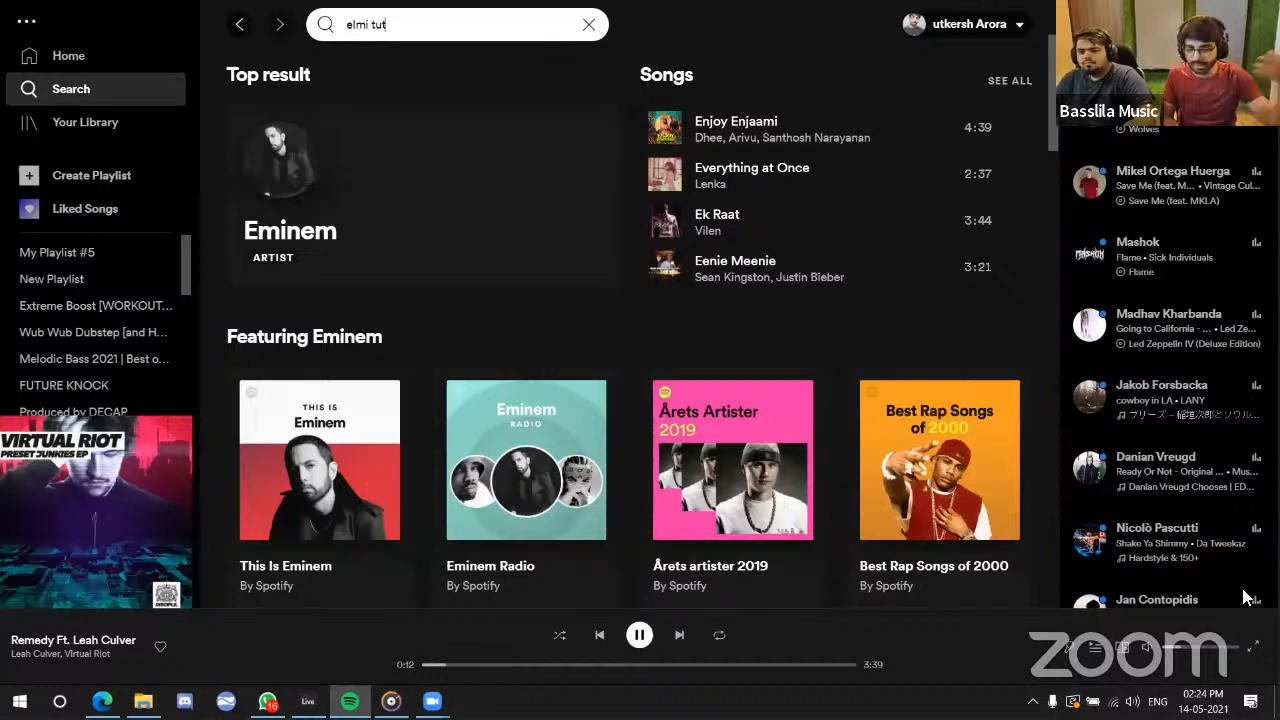 elmi tut
utkersh Arora
Home
Search
Your Library
Create Playlist
Liked Songs
My Playlist #5
New Playlist
Extreme Boost [WORKOUT...
Wub Wub Dubstep [and H...
Melodic Bass 2021 | Best o...
FUTURE KNOCK
Produced by DECAP
VIRTUAL RIOT
PRESET JUNKIES EP
Top result
Eminem
ARTIST
Songs
SEE ALL
Enjoy Enjaami
Dhee, Arivu, Santhosh Narayanan
4:39
Everything at Once
Lenka
2:37
Ek Raat
Vilen
3:44
Eenie Meenie
Sean Kingston, Justin Bieber
3:21
Featuring Eminem
THIS IS
Eminem
This Is Eminem
By Spotify
Eminem
RADIO
Eminem Radio
By Spotify
Årets Artister
2019
Årets artister 2019
By Spotify
Best Rap Songs
of 2000
Best Rap Songs of 2000
By Spotify
Basslila Music
Wolves
Mikel Ortega Huerga
Save Me (feat. M... • Vintage Cul...
Save Me (feat. MKLA)
MASHOK
Mashok
Flame • Sick Individuals
Flame
Madhav Kharbanda
Going to California - ... • Led Ze...
Led Zeppelin IV (Deluxe Edition)
Jakob Forsbacka
cowboy in LA • LANY
Danian Vreugd
Ready Or Not - Original ... • Mus...
Danian Vreugd Chooses | ED...
Nicolò Pascutti
Shake Ya Shimmy • Da Tweekaz
Hardstyle & 150+
Jan Contopidis
Remedy Ft. Leah Culver
Leah Culver, Virtual Riot
0:12
3:39
zoom
16
Live
ENG
02:24 PM
14-05-2021